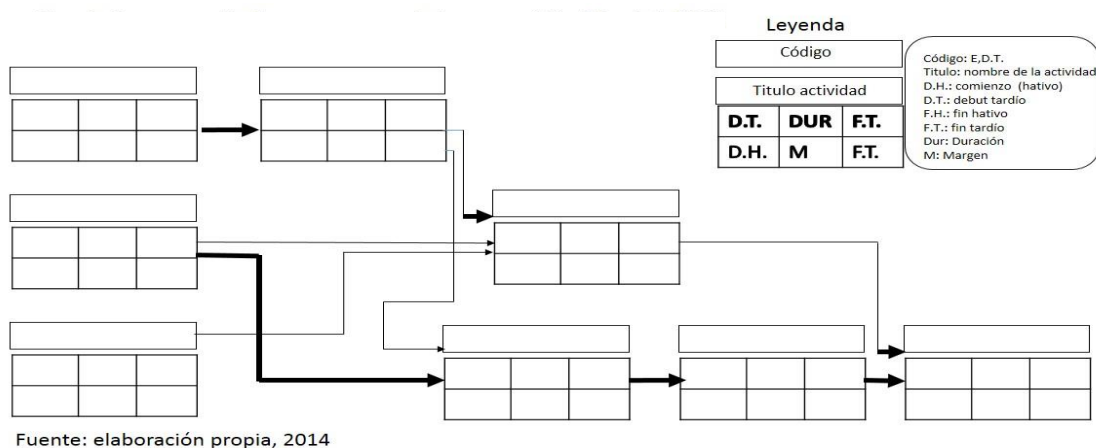 Leyenda
Código
Titulo actividad
D.T. DUR F.T.
D.H. M F.T.
Código: E,D.T.
Titulo: nombre de la actividad
D.H.: comienzo (hativo)
D.T.: debut tardío
F.H.: fin hativo
F.T.: fin tardío
Dur: Duración
M: Margen
Fuente: elaboración propia, 2014